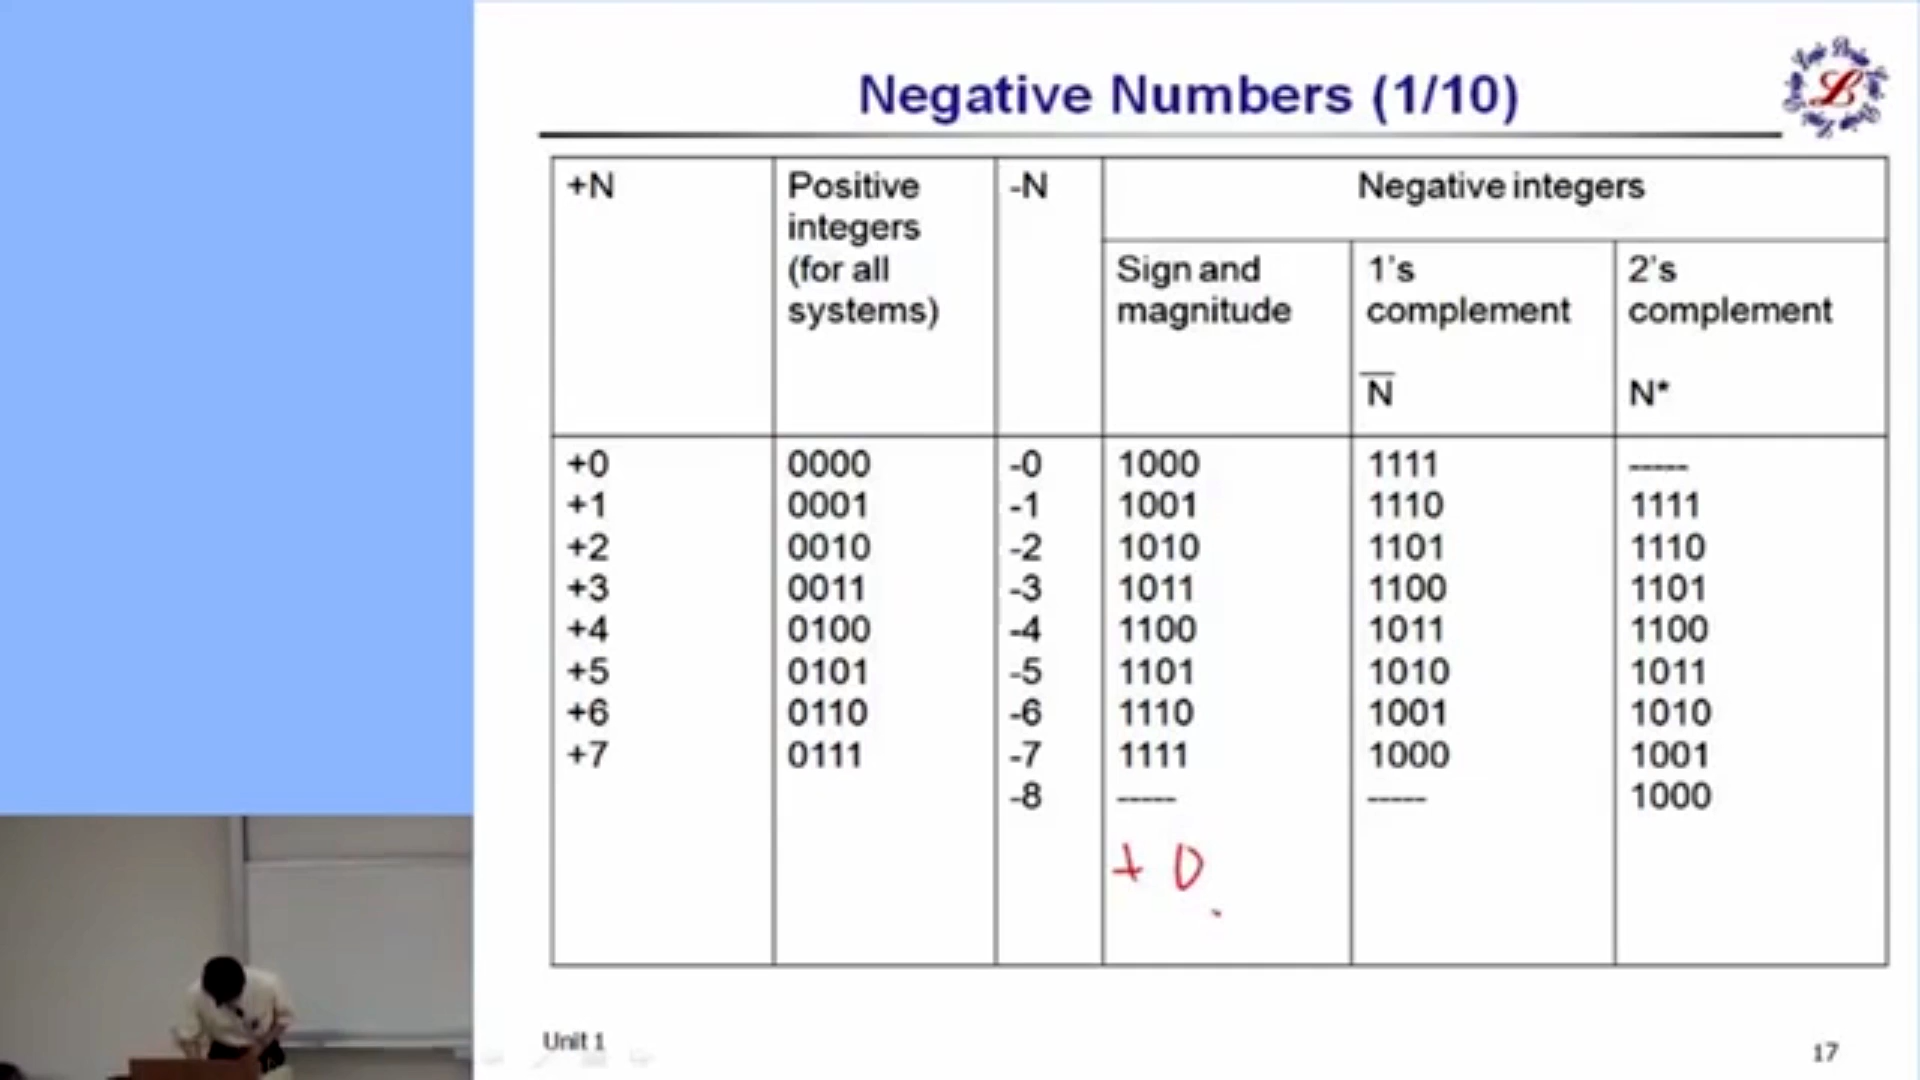 Negative Numbers (1/10)
+N Positive integers (for all systems) -N Negative integers
Sign and magnitude 1's complement N̅ 2's complement N*
+0 0000 -0 1000 1111 -----
+1 0001 -1 1001 1110 1111
+2 0010 -2 1010 1101 1110
+3 0011 -3 1011 1100 1101
+4 0100 -4 1100 1011 1100
+5 0101 -5 1101 1010 1011
+6 0110 -6 1110 1001 1010
+7 0111 -7 1111 1000 1001
-8 ----- ----- 1000
+ 0
Unit 1
17